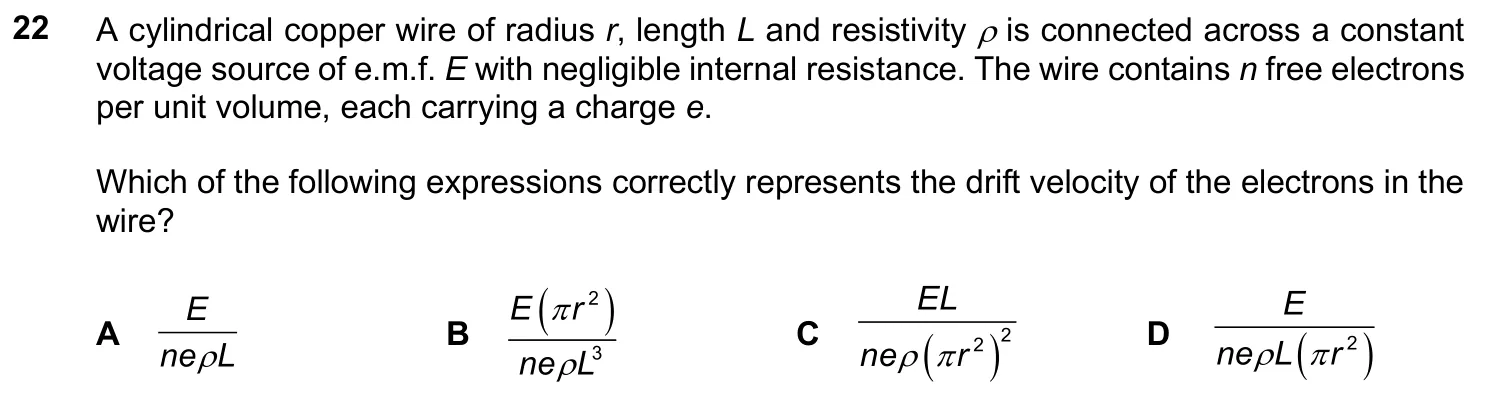 22 A cylindrical copper wire of radius r, length L and resistivity ρ is connected across a constant
voltage source of e.m.f. E with negligible internal resistance. The wire contains n free electrons
per unit volume, each carrying a charge e.
Which of the following expressions correctly represents the drift velocity of the electrons in the
wire?
A E/neρL B E(πr²)/neρL³ C EL/neρ(πr²)² D E/neρL(πr²)